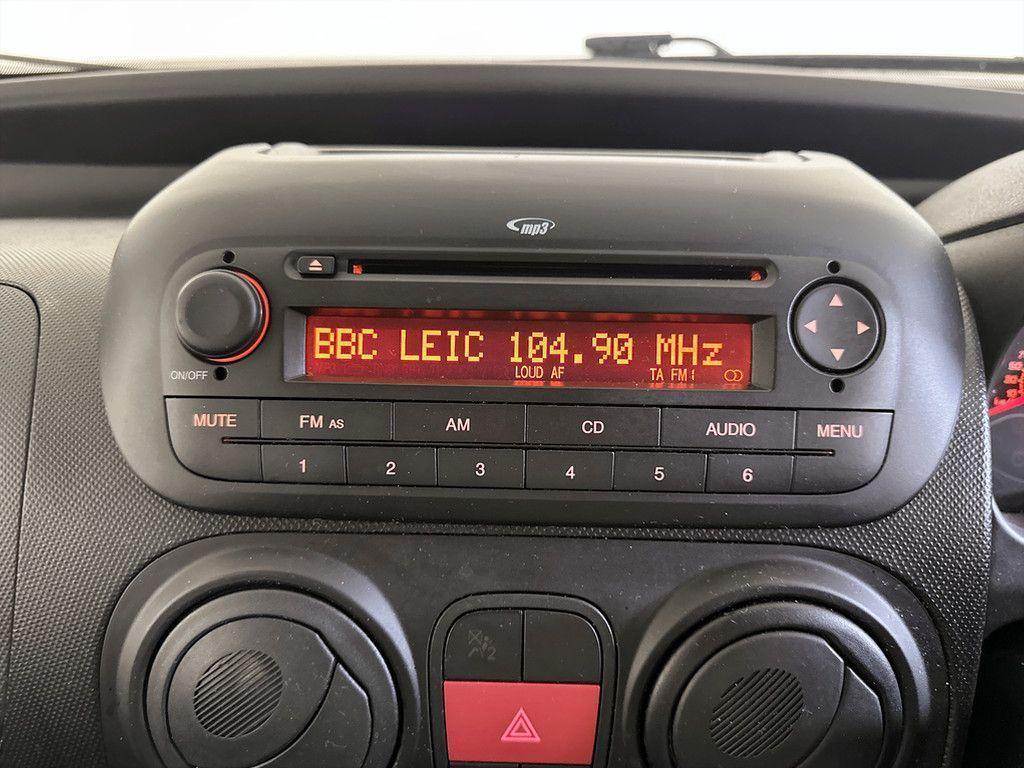 mp3
BBC LEIC 104.90 MHz
LOUD AF TA FM1
ON/OFF
MUTE FM AS AM CD AUDIO MENU
1 2 3 4 5 6
2